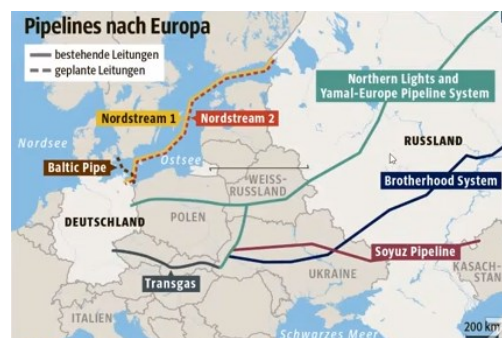 Pipelines nach Europa
bestehende Leitungen
geplante Leitungen
Northern Lights and
Yamal-Europe Pipeline System
Nordstream 1
Nordstream 2
Nordsee
RUSSLAND
Baltic Pipe
Ostsee
WEISS-
RUSSLAND
Brotherhood System
DEUTSCHLAND
POLEN
Soyuz Pipeline
KASACH-
STAN
Transgas
UKRAINE
ITALIEN
Schwarzes Meer
200 km